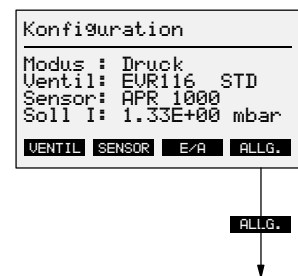 Konfiguration
Modus : Druck
Ventil: EVR116 STD
Sensor: APR 1000
Soll I: 1.33E+00 mbar
VENTIL SENSOR E/A ALLG.
ALLG.